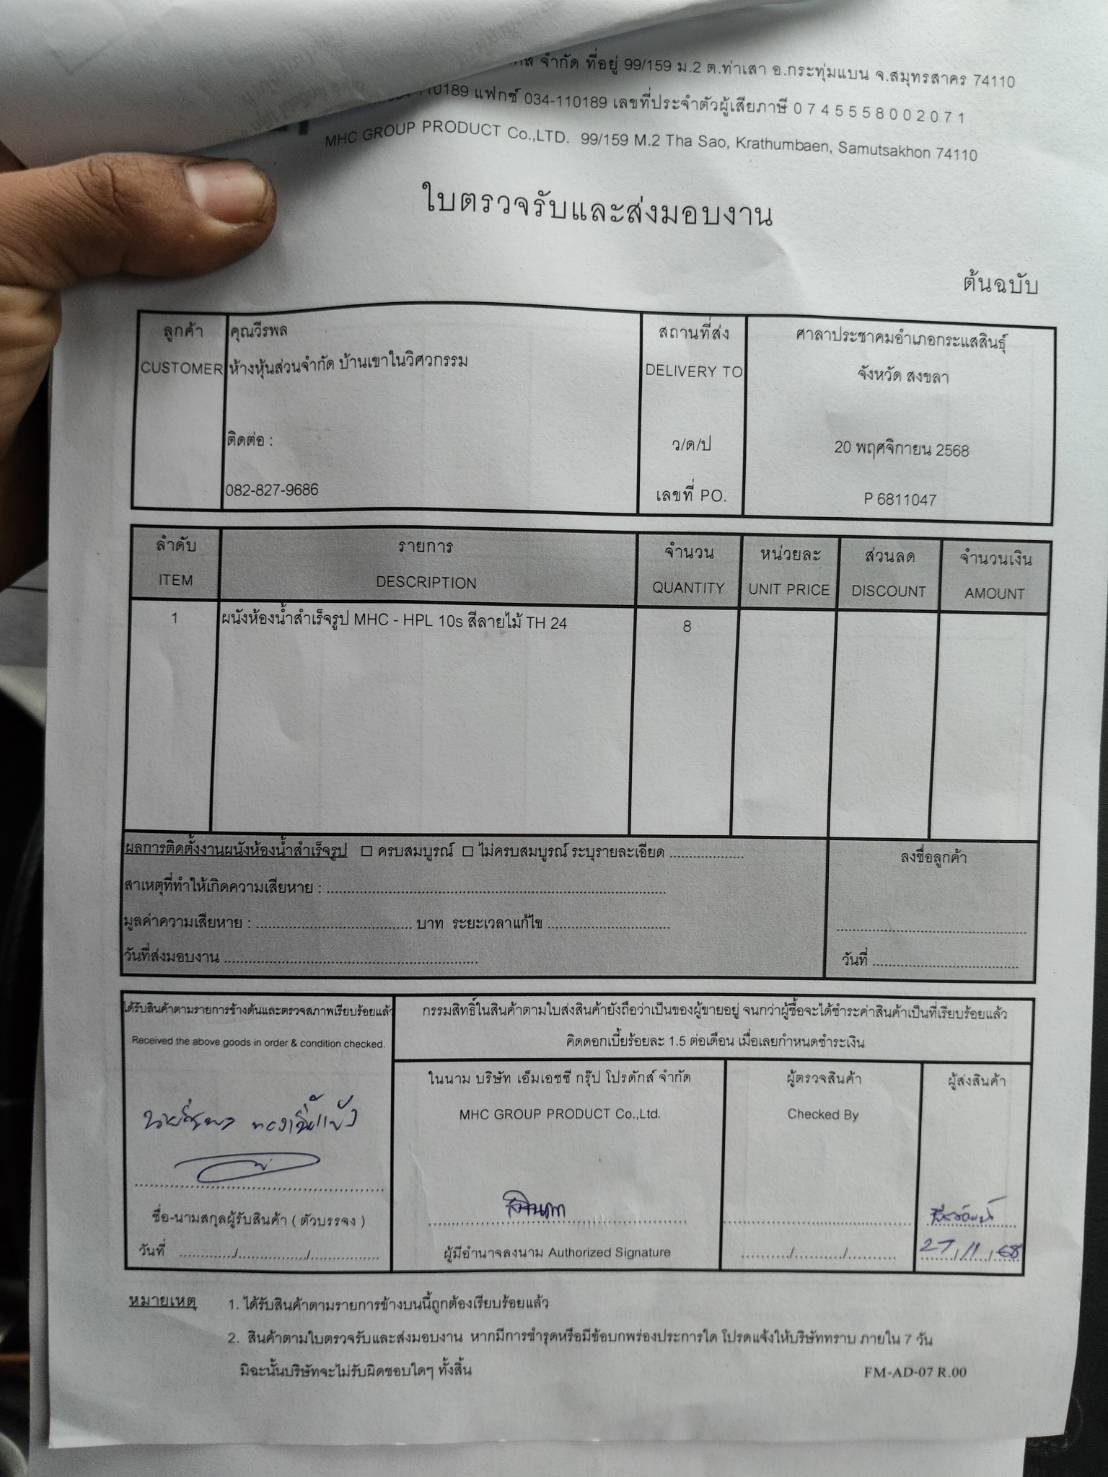 จำกัด ที่อยู่ 99/159 ม.2 ต.ท่าเสา อ.กระทุ่มแบน จ.สมุทรสาคร 74110
110189 แฟกซ์ 034-110189 เลขที่ประจำตัวผู้เสียภาษี 0 7 4 5 5 5 8 0 0 2 0 7 1
MHC GROUP PRODUCT Co.,LTD. 99/159 M.2 Tha Sao, Krathumbaen, Samutsakhon 74110
ใบตรวจรับและส่งมอบงาน
ต้นฉบับ
ลูกค้า คุณวีรพล สถานที่ส่ง ศาลาประชาคมอำเภอกระแสสินธุ์
CUSTOMER ห้างหุ้นส่วนจำกัด บ้านเขาในวิศวกรรม DELIVERY TO จังหวัด สงขลา
ติดต่อ : ว/ด/ป 20 พฤศจิกายน 2568
082-827-9686 เลขที่ PO. P 6811047
ลำดับ รายการ จำนวน หน่วยละ ส่วนลด จำนวนเงิน
ITEM DESCRIPTION QUANTITY UNIT PRICE DISCOUNT AMOUNT
1 ผนังห้องน้ำสำเร็จรูป MHC - HPL 10s สีลายไม้ TH 24 8
ผลการติดตั้งงานผนังห้องน้ำสำเร็จรูป ☐ ครบสมบูรณ์ ☐ ไม่ครบสมบูรณ์ ระบุรายละเอียด .................. ลงชื่อลูกค้า
สาเหตุที่ทำให้เกิดความเสียหาย : ..................
มูลค่าความเสียหาย : .................. บาท ระยะเวลาแก้ไข ..................
วันที่ส่งมอบงาน .................. วันที่ ..................
ได้รับสินค้าตามรายการข้างต้นและตรวจสภาพเรียบร้อยแล้ว กรรมสิทธิ์ในสินค้าตามใบส่งสินค้ายังถือว่าเป็นของผู้ขายอยู่ จนกว่าผู้ซื้อจะได้ชำระค่าสินค้าเป็นที่เรียบร้อยแล้ว
Received the above goods in order & condition checked. คิดดอกเบี้ยร้อยละ 1.5 ต่อเดือน เมื่อเลยกำหนดชำระเงิน
ในนาม บริษัท เอ็มเอชซี กรุ๊ป โปรดักส์ จำกัด ผู้ตรวจสินค้า ผู้ส่งสินค้า
MHC GROUP PRODUCT Co.,Ltd. Checked By
ชื่อ-นามสกุลผู้รับสินค้า ( ตัวบรรจง )
วันที่ ........../........../.......... ผู้มีอำนาจลงนาม Authorized Signature ........../........../.......... 27/11/68
หมายเหตุ 1. ได้รับสินค้าตามรายการข้างบนนี้ถูกต้องเรียบร้อยแล้ว
2. สินค้าตามใบตรวจรับและส่งมอบงาน หากมีการชำรุดหรือมีข้อบกพร่องประการใด โปรดแจ้งให้บริษัททราบ ภายใน 7 วัน
มิฉะนั้นบริษัทจะไม่รับผิดชอบใดๆ ทั้งสิ้น FM-AD-07 R.00